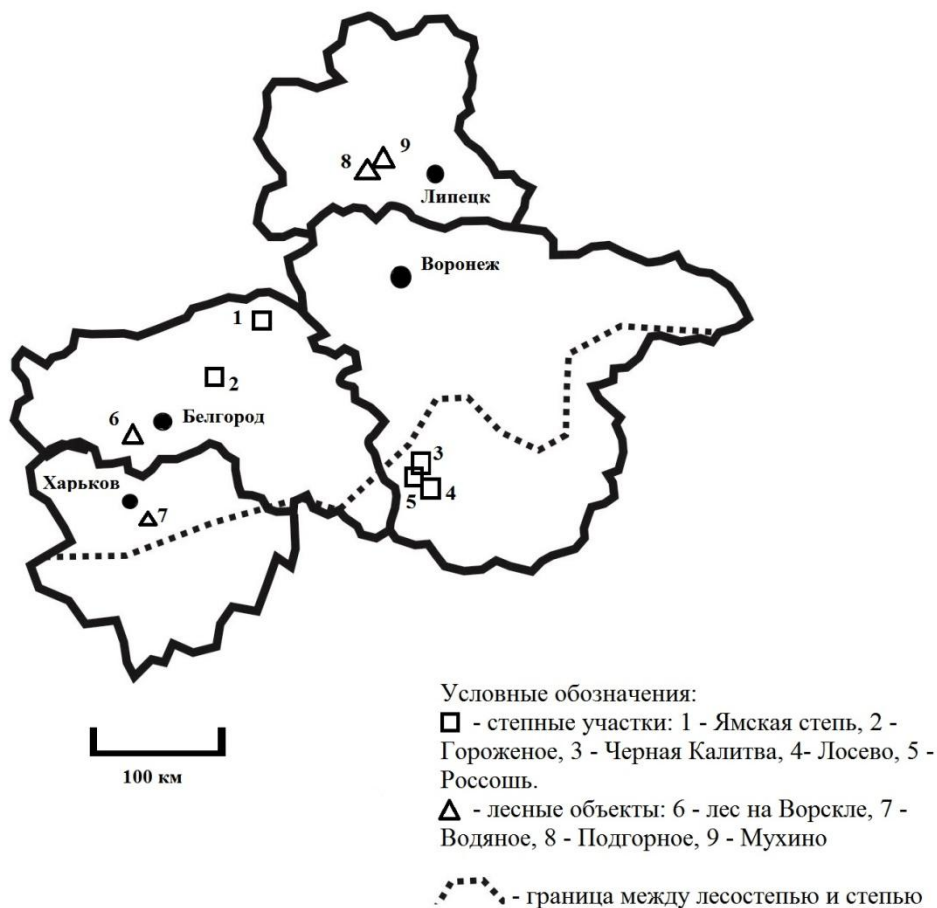 9
8
Липецк
Воронеж
1
2
6
Белгород
3
Харьков
5
4
7
Условные обозначения:
- степные участки: 1 - Ямская степь, 2 -
Гороженое, 3 - Черная Калитва, 4- Лосево, 5 -
Россошь.
100 км
- лесные объекты: 6 - лес на Ворскле, 7 -
Водяное, 8 - Подгорное, 9 - Мухино
- граница между лесостепью и степью